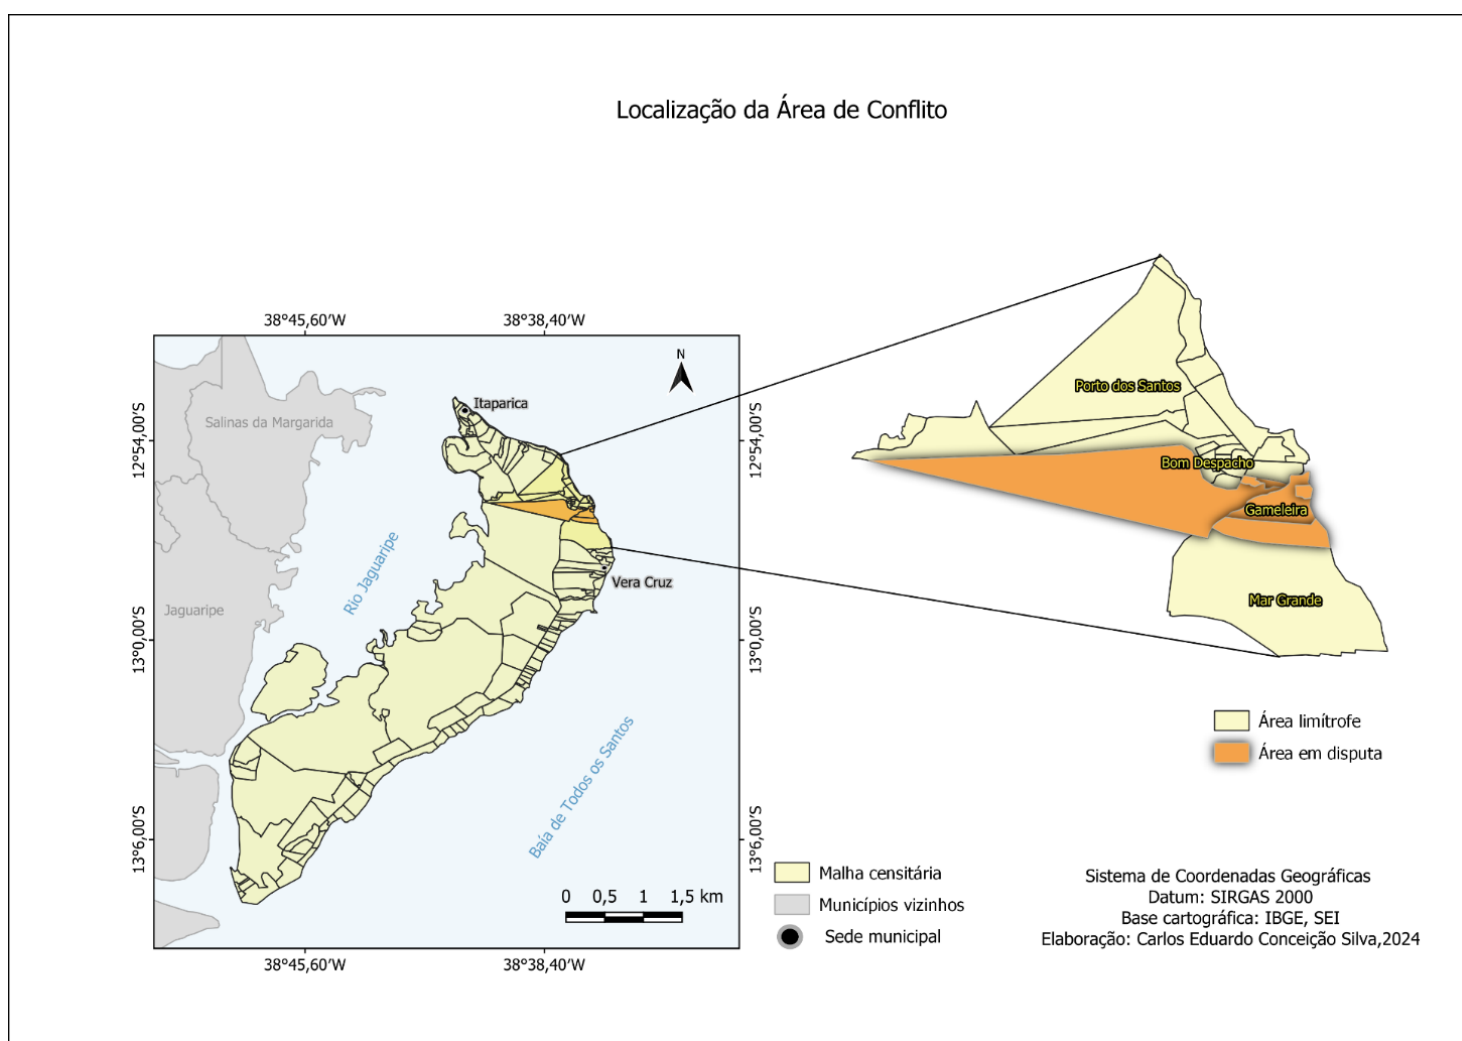 Localização da Área de Conflito
38°45,60'W
38°38,40'W
N
12°54,00'S
12°54,00'S
Itaparica
Salinas da Margarida
Rio Jaguaripe
Jaguaripe
Vera Cruz
13°0,00'S
13°0,00'S
Baía de Todos os Santos
13°6,00'S
13°6,00'S
0 0,5 1 1,5 km
38°45,60'W
38°38,40'W
Porto dos Santos
Bom Despacho
Gameleira
Mar Grande
Área limítrofe
Área em disputa
Malha censitária
Municípios vizinhos
Sede municipal
Sistema de Coordenadas Geográficas
Datum: SIRGAS 2000
Base cartográfica: IBGE, SEI
Elaboração: Carlos Eduardo Conceição Silva,2024